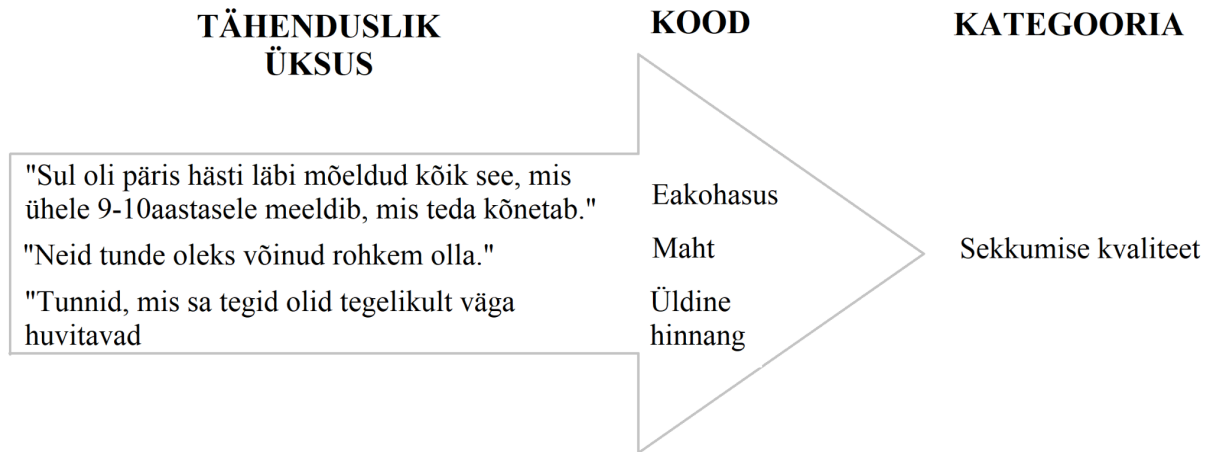 TÄHENDUSLIK
ÜKSUS
KOOD
KATEGOORIA
"Sul oli päris hästi läbi mõeldud kõik see, mis
ühele 9-10aastasele meeldib, mis teda kõnetab."
Eakohasus
"Neid tunde oleks võinud rohkem olla."
Maht
Sekkumise kvaliteet
"Tunnid, mis sa tegid olid tegelikult väga
huvitavad
Üldine
hinnang